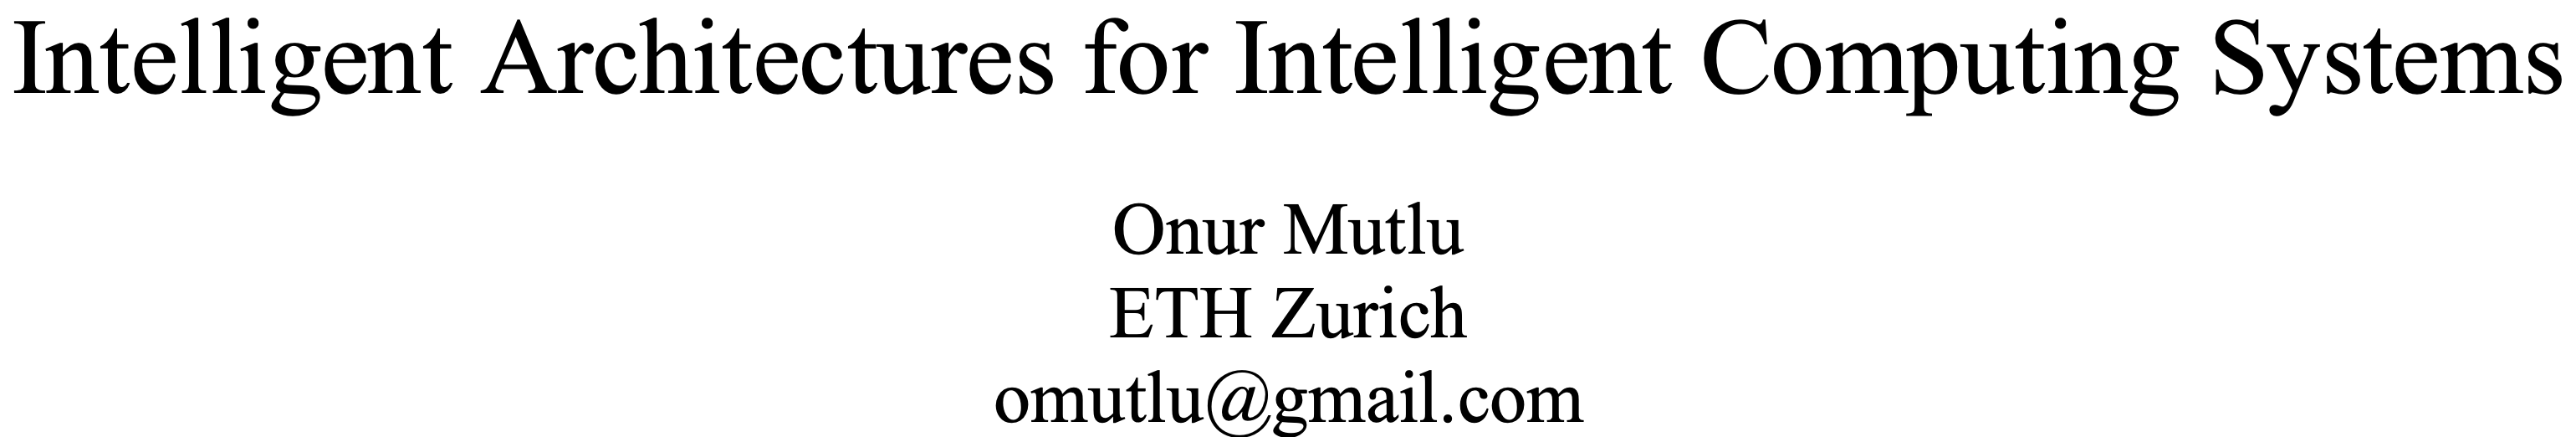 Intelligent Architectures for Intelligent Computing Systems
Onur Mutlu
ETH Zurich
omutlu@gmail.com